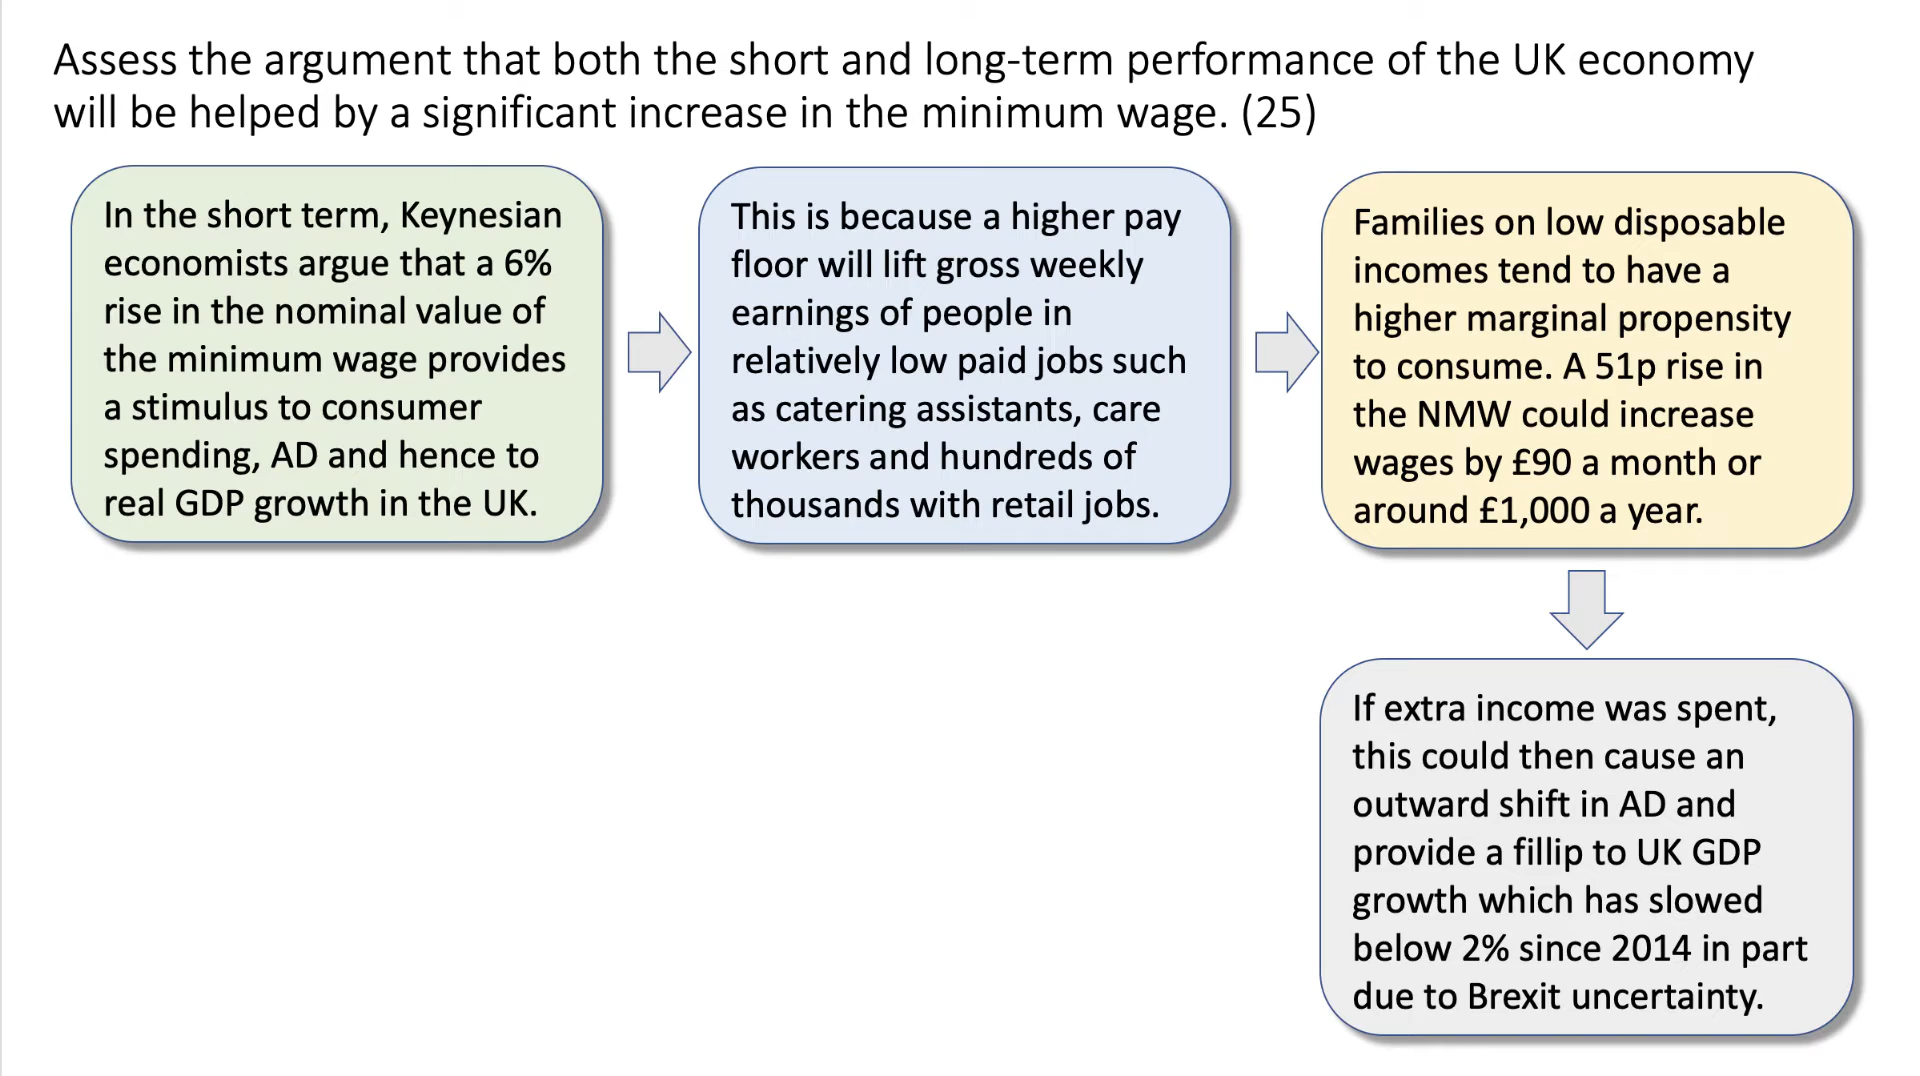 Assess the argument that both the short and long-term performance of the UK economy
will be helped by a significant increase in the minimum wage. (25)
In the short term, Keynesian
economists argue that a 6%
rise in the nominal value of
the minimum wage provides
a stimulus to consumer
spending, AD and hence to
real GDP growth in the UK.
This is because a higher pay
floor will lift gross weekly
earnings of people in
relatively low paid jobs such
as catering assistants, care
workers and hundreds of
thousands with retail jobs.
Families on low disposable
incomes tend to have a
higher marginal propensity
to consume. A 51p rise in
the NMW could increase
wages by £90 a month or
around £1,000 a year.
If extra income was spent,
this could then cause an
outward shift in AD and
provide a fillip to UK GDP
growth which has slowed
below 2% since 2014 in part
due to Brexit uncertainty.